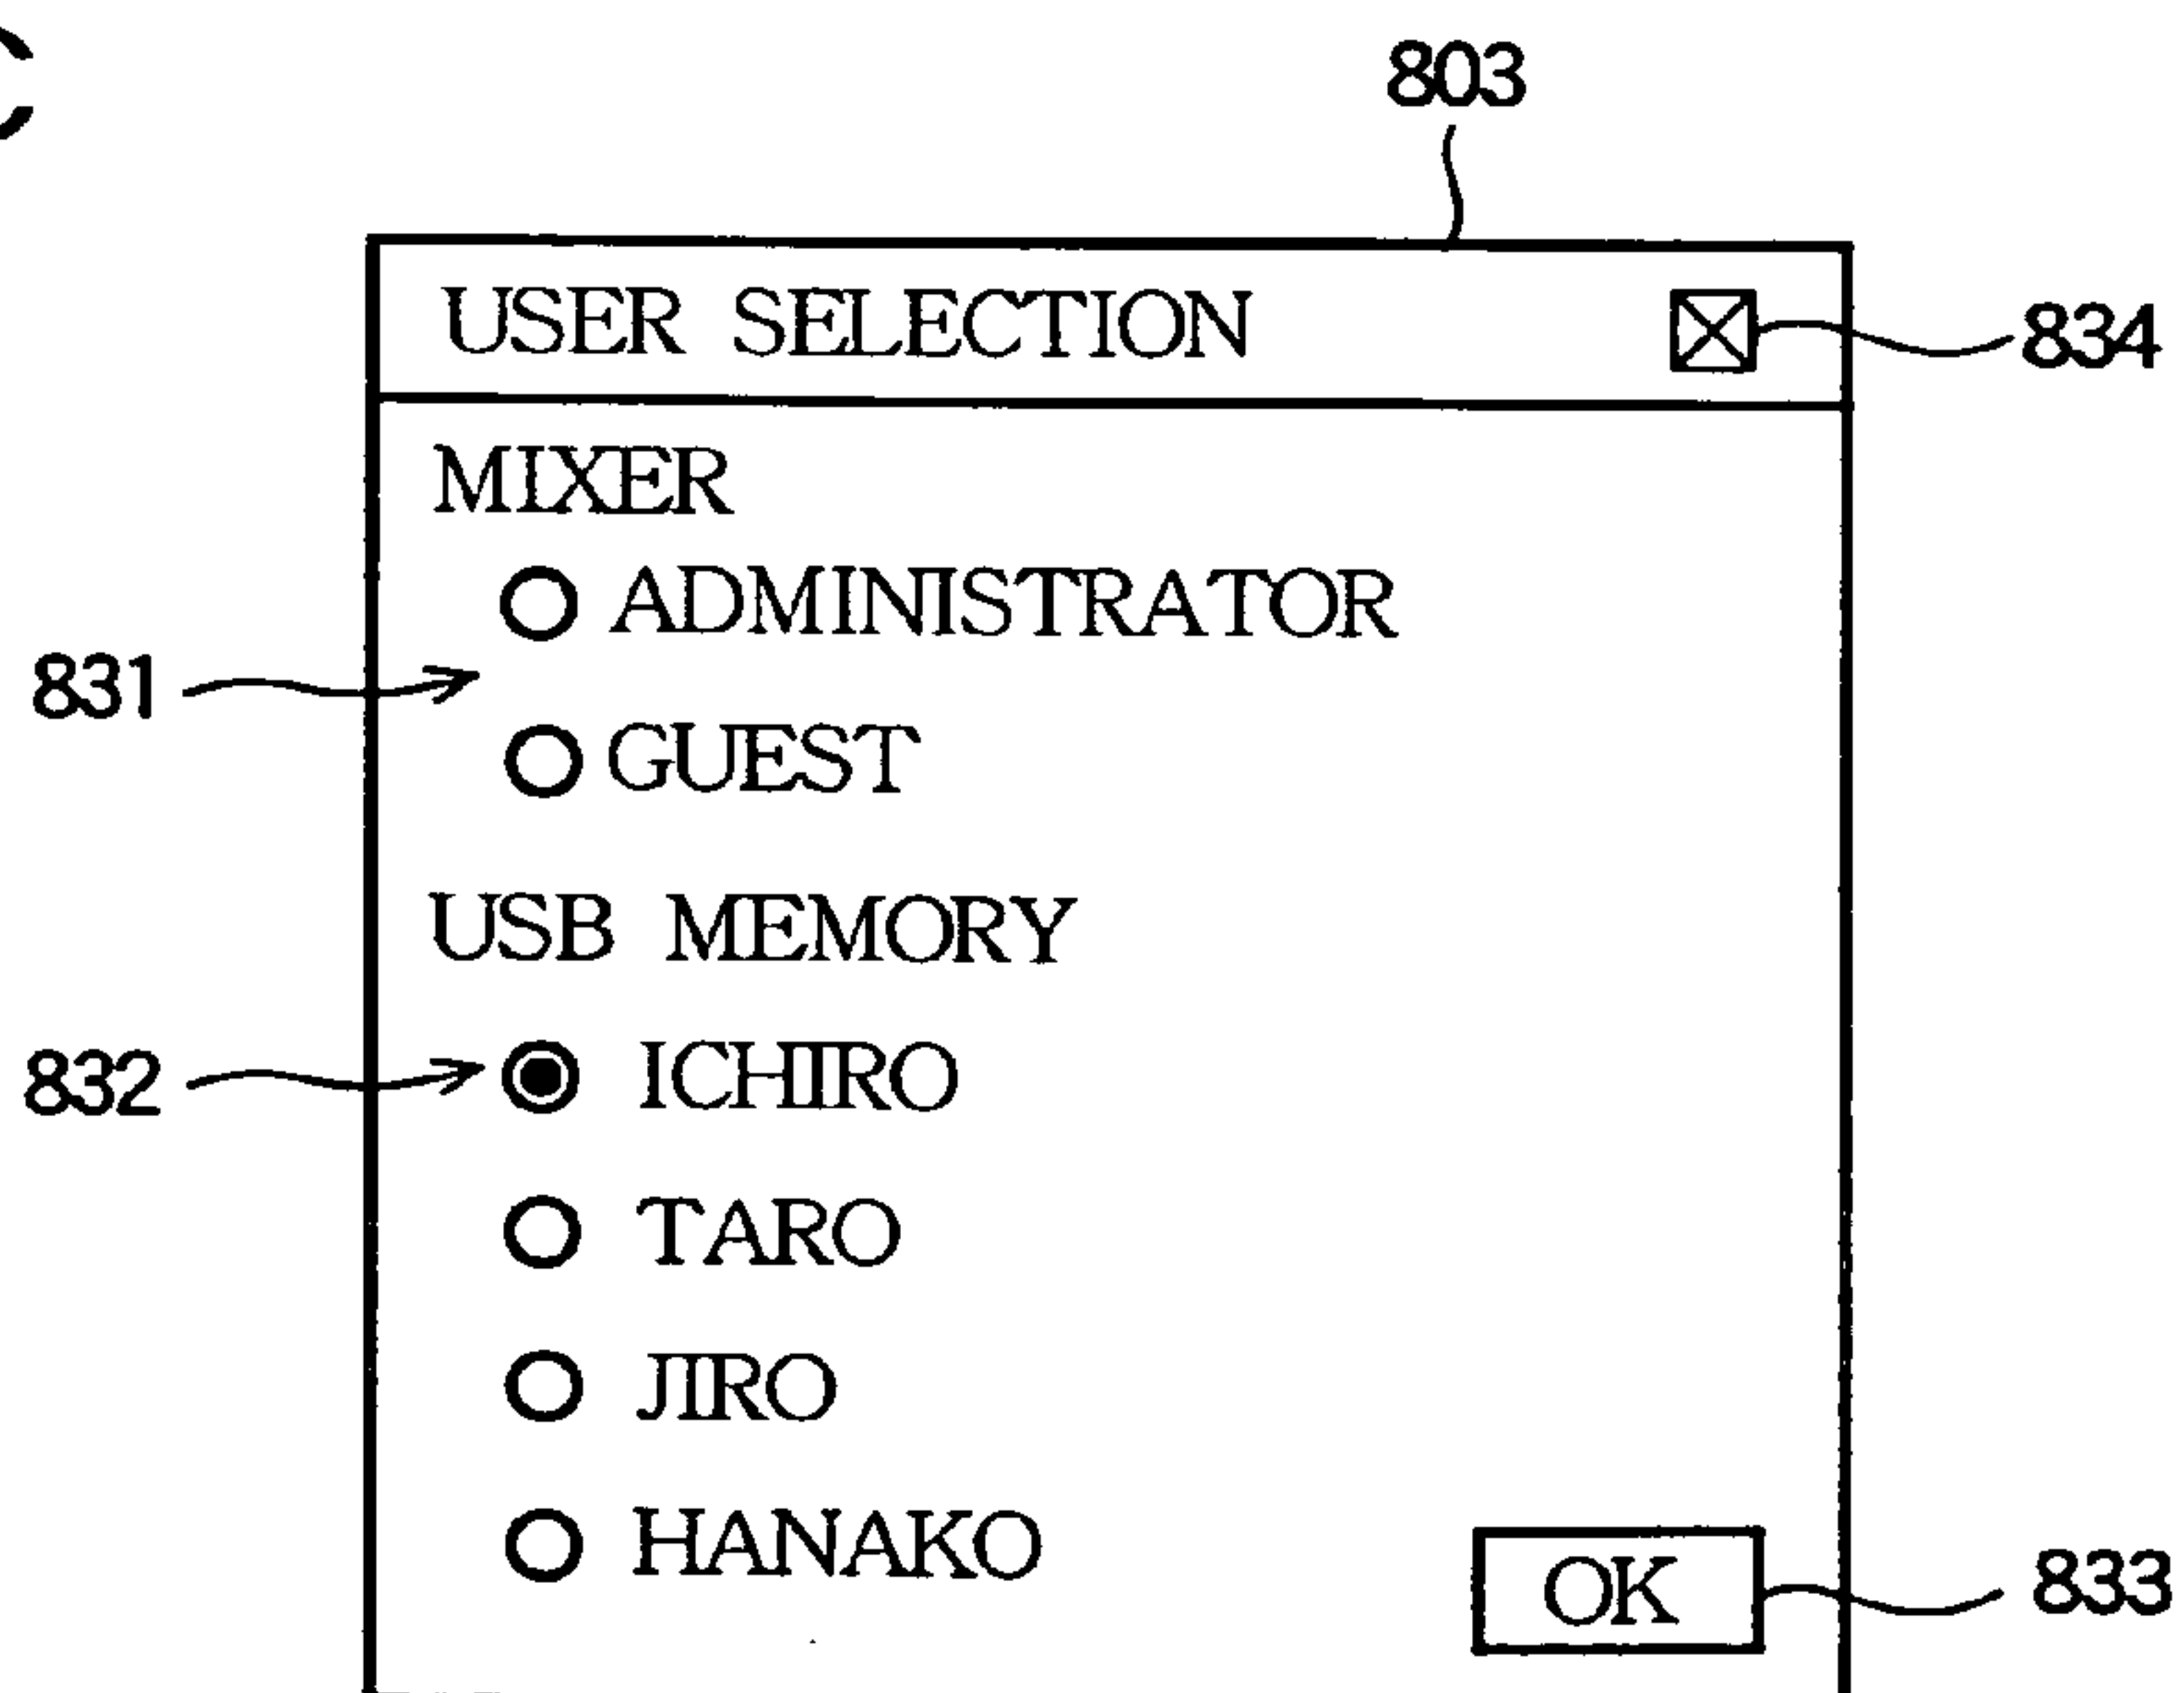 C
803
USER SELECTION
834
MIXER
ADMINISTRATOR
831
GUEST
USB MEMORY
832
ICHIRO
TARO
JIRO
HANAKO
OK
833